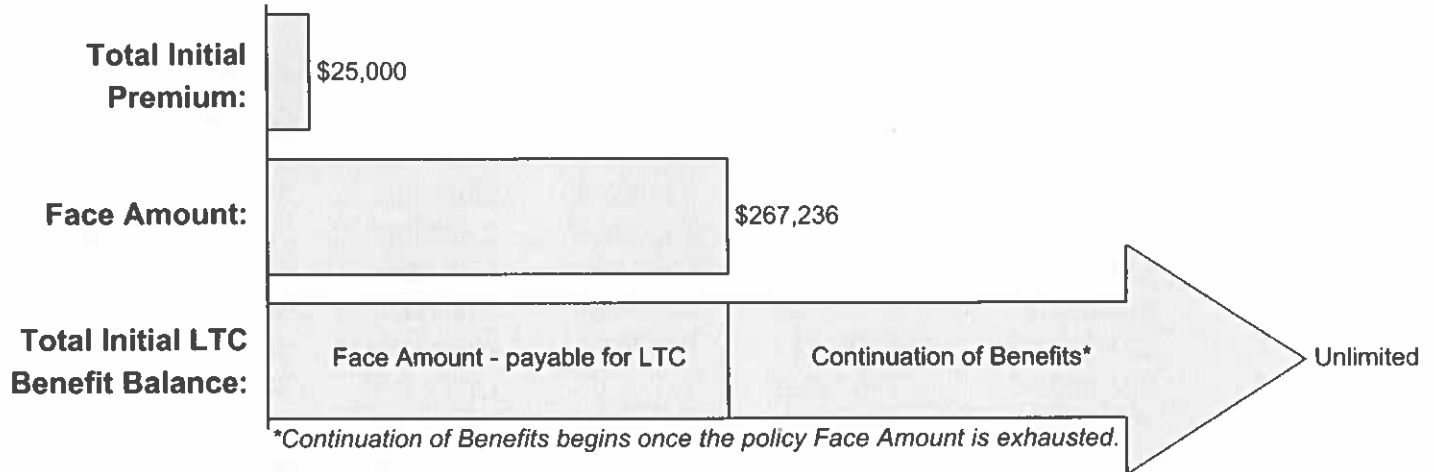 Total Initial
Premium:
$25,000
Face Amount:
$267,236
Total Initial LTC
Benefit Balance:
Face Amount - payable for LTC
Continuation of Benefits*
Unlimited
*Continuation of Benefits begins once the policy Face Amount is exhausted.